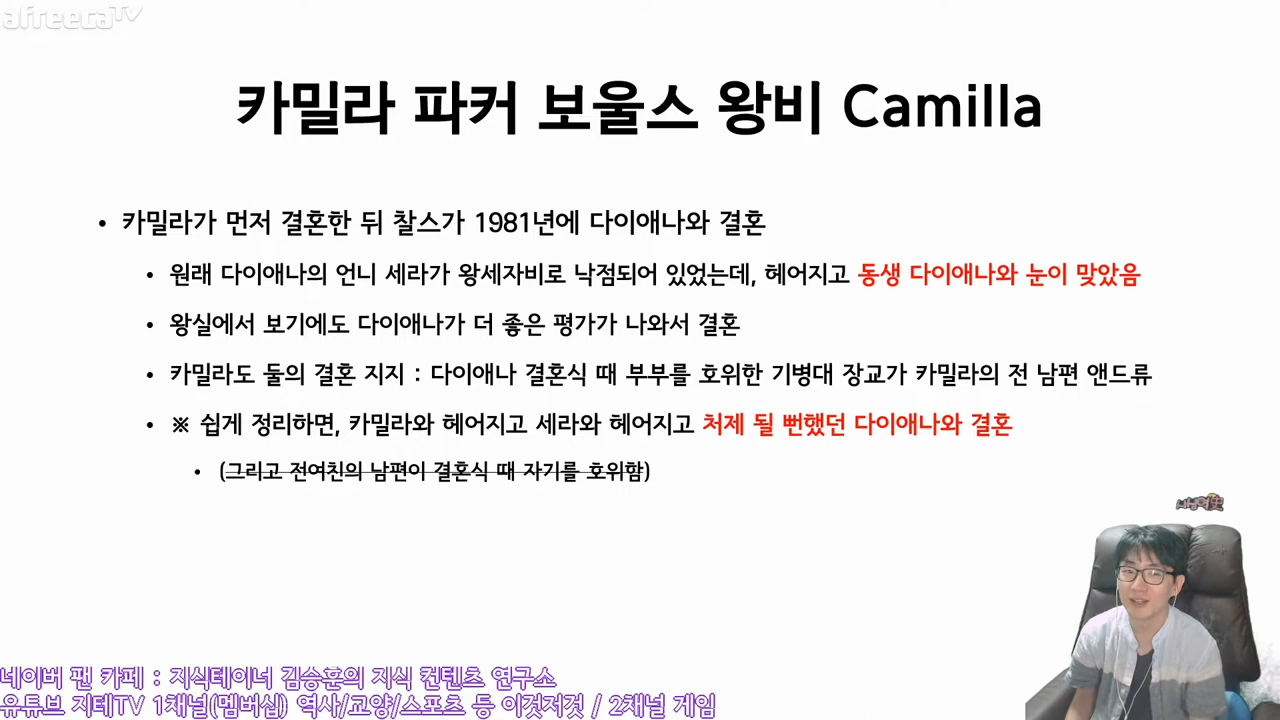 afreecaTV
카밀라 파커 보울스 왕비 Camilla
• 카밀라가 먼저 결혼한 뒤 찰스가 1981년에 다이애나와 결혼
• 원래 다이애나의 언니 세라가 왕세자비로 낙점되어 있었는데, 헤어지고 동생 다이애나와 눈이 맞았음
• 왕실에서 보기에도 다이애나가 더 좋은 평가가 나와서 결혼
• 카밀라도 둘의 결혼 지지 : 다이애나 결혼식 때 부부를 호위한 기병대 장교가 카밀라의 전 남편 앤드류
• ※ 쉽게 정리하면, 카밀라와 헤어지고 세라와 헤어지고 처제 될 뻔했던 다이애나와 결혼
• (그리고 전여친의 남편이 결혼식 때 자기를 호위함)
네이버 팬 카페 : 지식테이너 김승훈의 지식 컨텐츠 연구소
유튜브 지테TV 1채널(멤버십) 역사/교양/스포츠 등 이것저것 / 2채널 게임